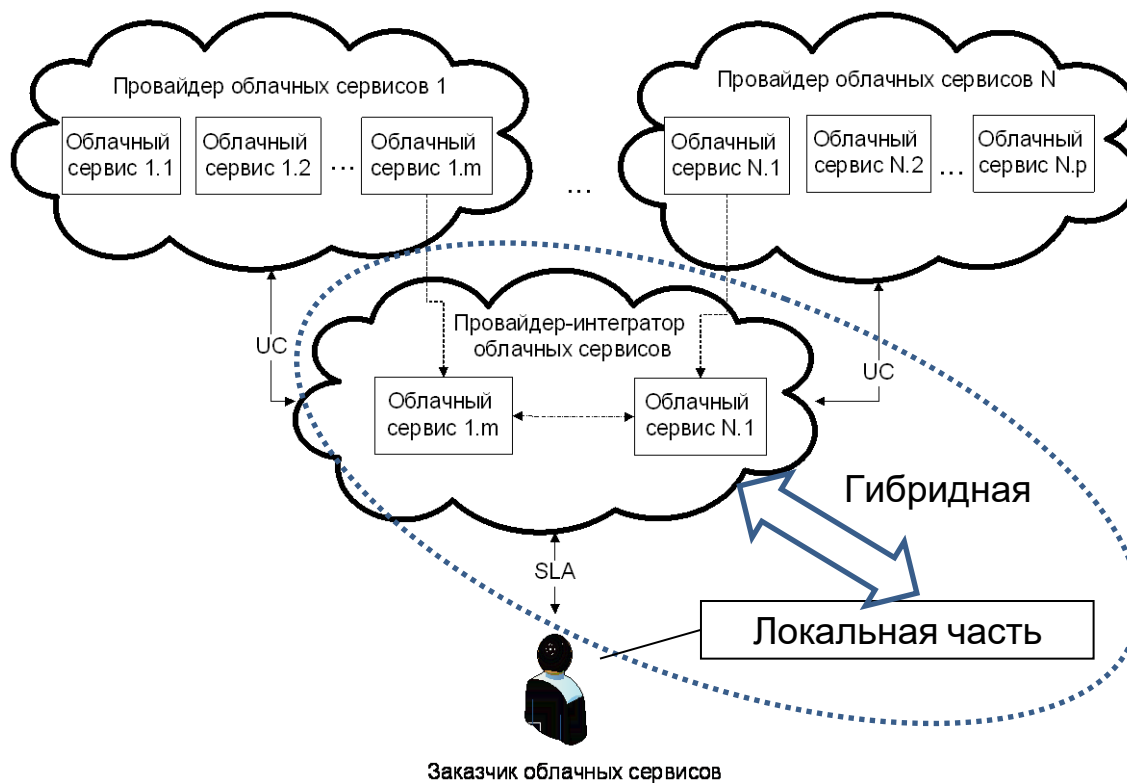 Провайдер облачных сервисов 1
Облачный
сервис 1.1
Облачный
сервис 1.2
...
Облачный
сервис 1.m
...
Провайдер облачных сервисов N
Облачный
сервис N.1
Облачный
сервис N.2
...
Облачный
сервис N.p
UC
Провайдер-интегратор
облачных сервисов
UC
Облачный
сервис 1.m
Облачный
сервис N.1
Гибридная
SLA
Локальная часть
Заказчик облачных сервисов